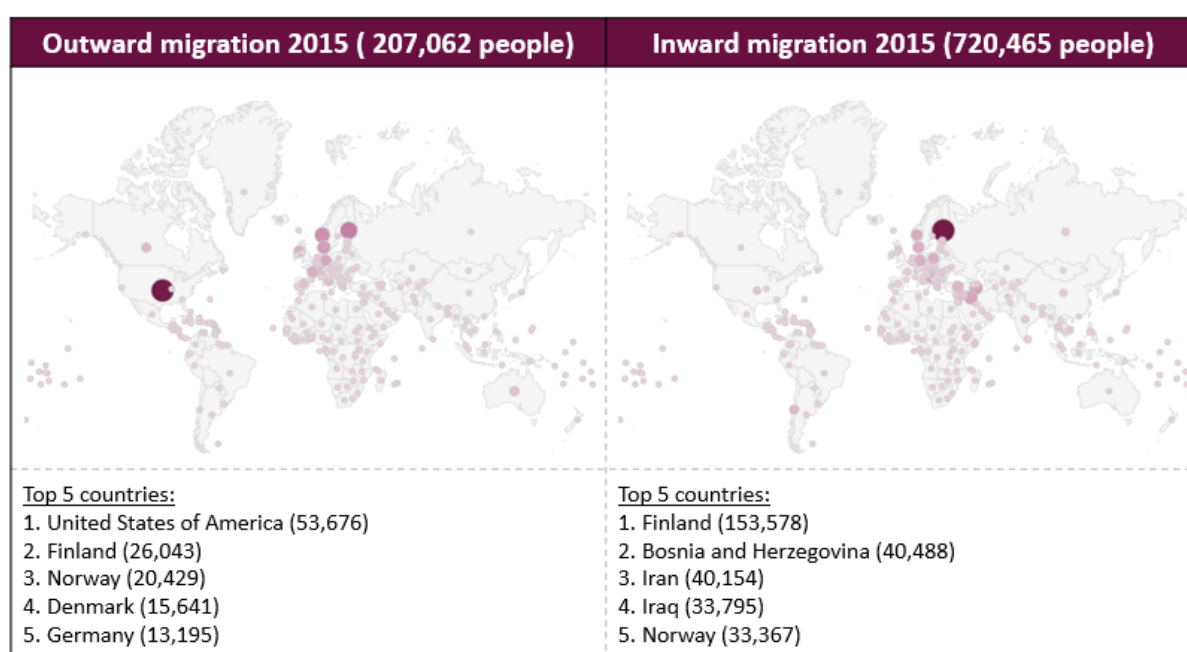 Outward migration 2015 ( 207,062 people)
Inward migration 2015 (720,465 people)
Top 5 countries:
1. United States of America (53,676)
2. Finland (26,043)
3. Norway (20,429)
4. Denmark (15,641)
5. Germany (13,195)
Top 5 countries:
1. Finland (153,578)
2. Bosnia and Herzegovina (40,488)
3. Iran (40,154)
4. Iraq (33,795)
5. Norway (33,367)